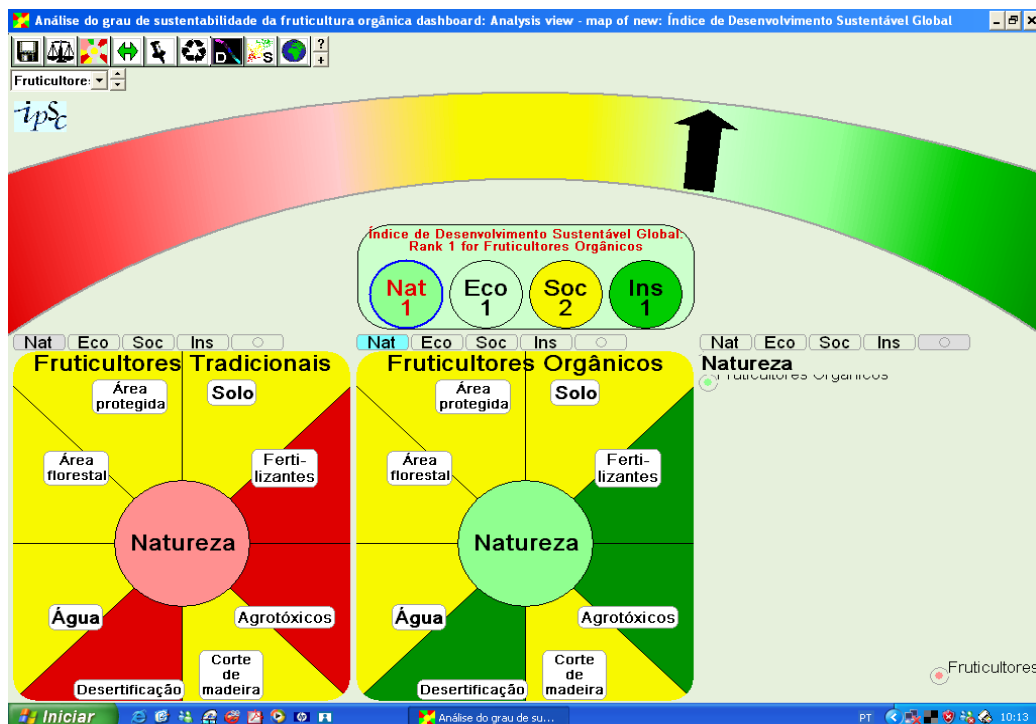 Análise do grau de sustentabilidade da fruticultura orgânica dashboard: Analysis view - map of new: Índice de Desenvolvimento Sustentável Global
D
S
?
+
Fruticultore
ipSc
Índice de Desenvolvimento Sustentável Global.
Rank 1 for Fruticultores Orgânicos
Nat Eco Soc Ins
1 1 2 1
Nat Eco Soc Ins
Nat Eco Soc Ins
Nat Eco Soc Ins
Fruticultores Tradicionais
Área
protegida
Solo
Área
florestal
Ferti-
lizantes
Natureza
Água
Agrotóxicos
Desertificação
Corte
de
madeira
Fruticultores Orgânicos
Área
protegida
Solo
Área
florestal
Ferti-
lizantes
Natureza
Água
Agrotóxicos
Desertificação
Corte
de
madeira
Natureza
Fruticultores Orgânicos
Fruticultores
Iniciar
Análise do grau de su...
PT
10:13